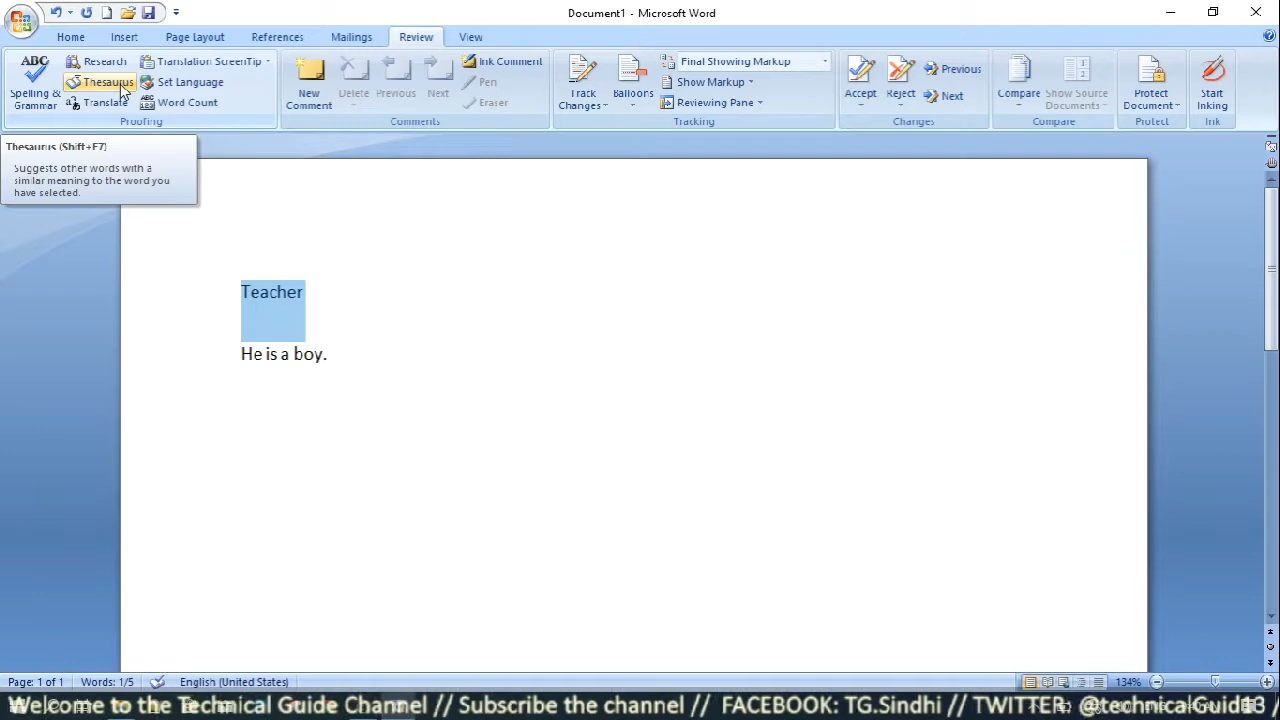 Document1 - Microsoft Word
Home Insert Page Layout References Mailings Review View
ABC
Spelling & Grammar
Research
Thesaurus
Translate
Translation ScreenTip
Set Language
ABC Word Count
Proofing
New Comment
Delete
Previous
Next
Ink Comment
Pen
Eraser
Comments
Track Changes
Balloons
Final Showing Markup
Show Markup
Reviewing Pane
Tracking
Accept
Reject
Previous
Next
Changes
Compare
Show Source Documents
Compare
Protect Document
Protect
Start Inking
Ink
Thesaurus (Shift+F7)
Suggests other words with a
similar meaning to the word you
have selected.
Teacher
He is a boy.
Page: 1 of 1 Words: 1/5 English (United States) 134%
Welcome to the Technical Guide Channel // Subscribe the channel // FACEBOOK: TG.Sindhi // TWITTER @technicalGuid13 /